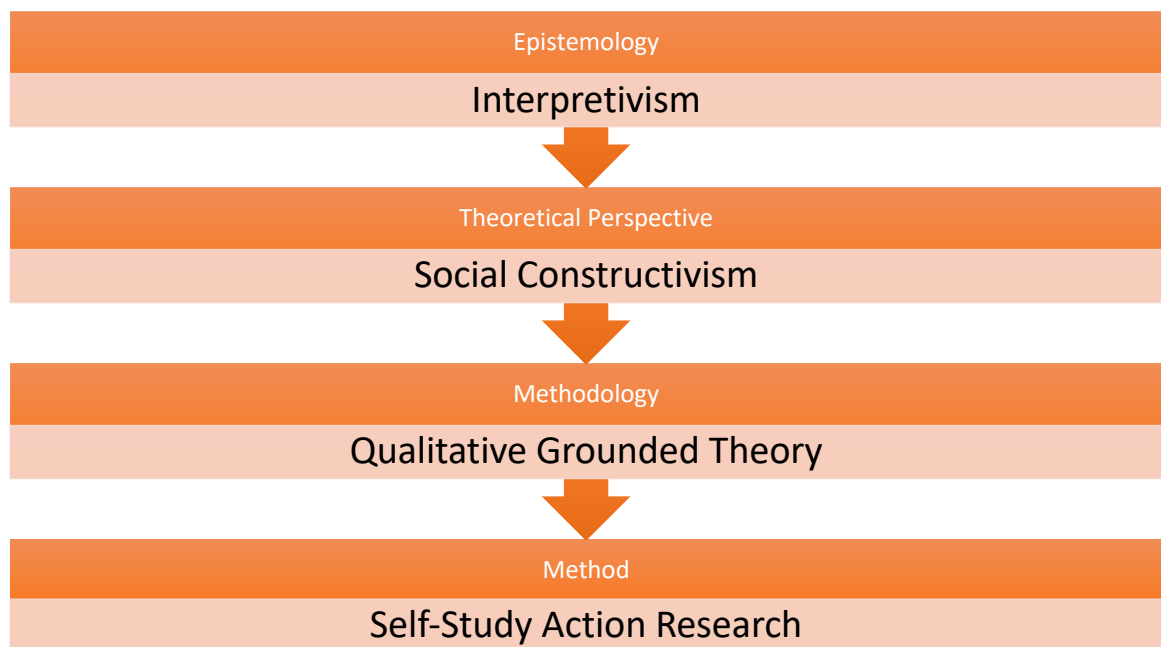 Epistemology
Interpretivism
Theoretical Perspective
Social Constructivism
Methodology
Qualitative Grounded Theory
Method
Self-Study Action Research